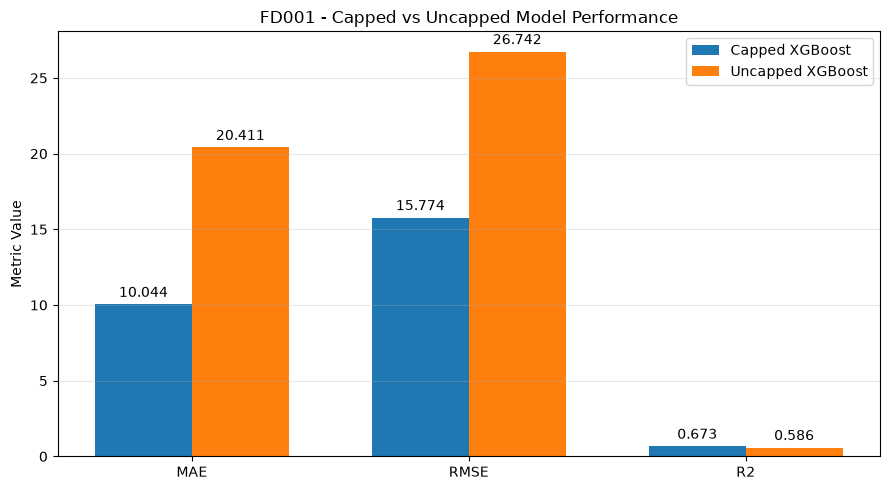 FD001 - Capped vs Uncapped Model Performance
Capped XGBoost
Uncapped XGBoost
Metric Value
25
20
15
10
5
0
10.044
20.411
15.774
26.742
0.673
0.586
MAE
RMSE
R2